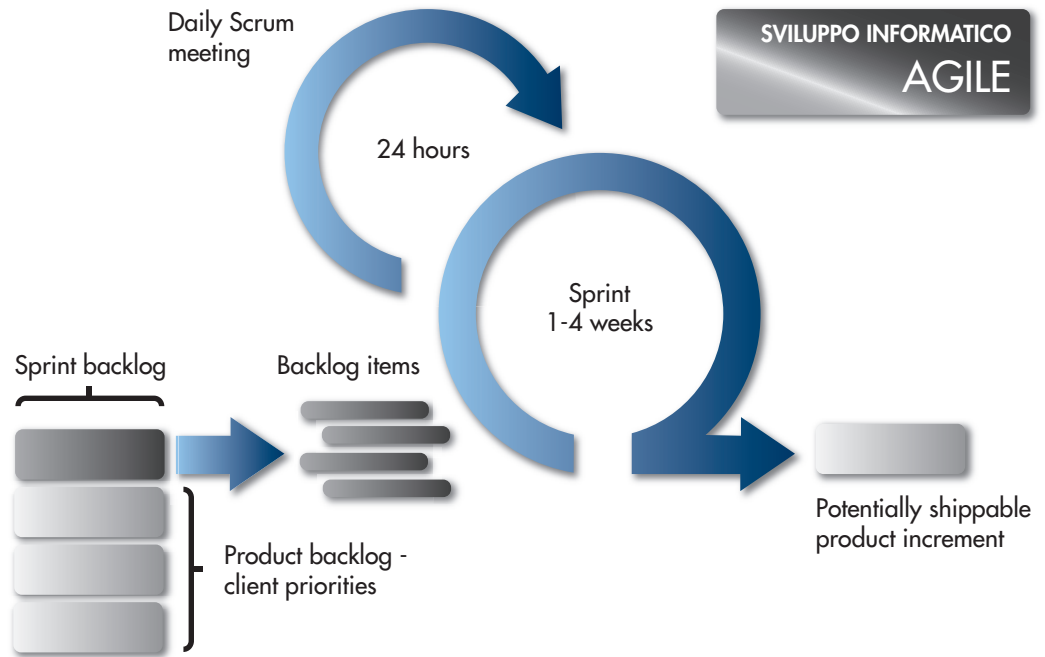 Daily Scrum
meeting
SVILUPPO INFORMATICO
AGILE
24 hours
Sprint
1-4 weeks
Sprint backlog
Backlog items
Potentially shippable
product increment
Product backlog -
client priorities